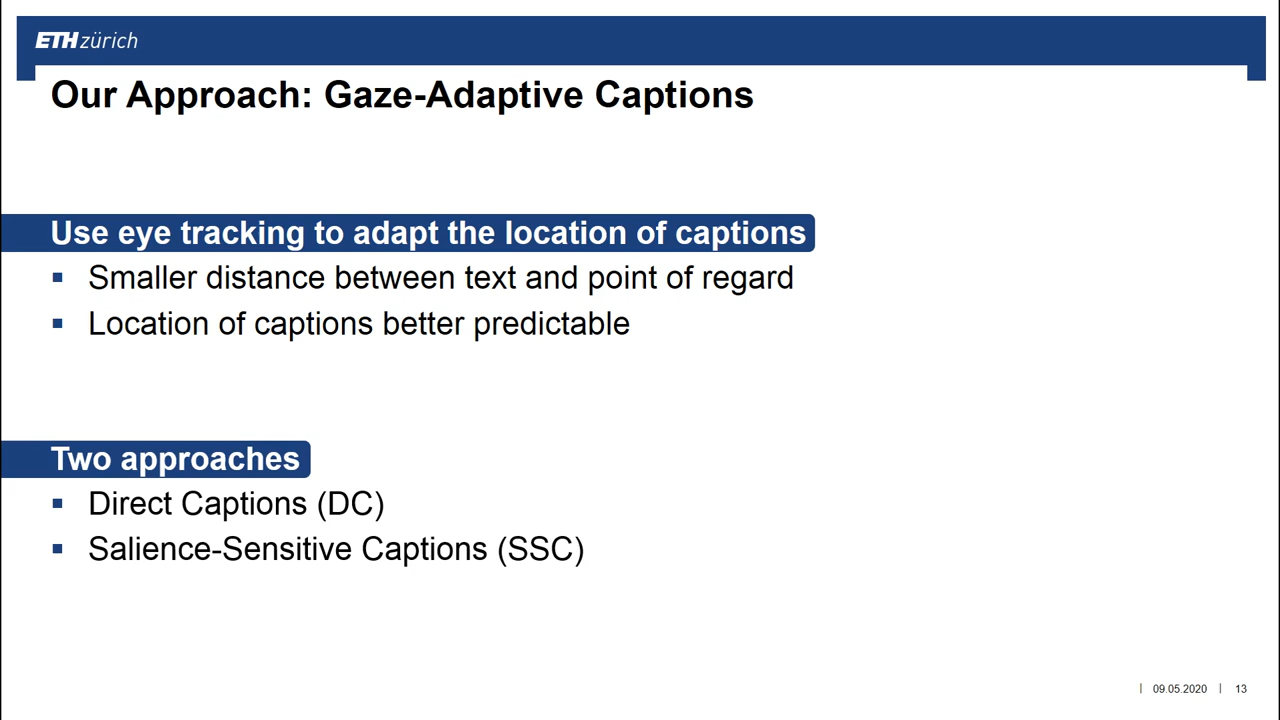 ETH zürich
Our Approach: Gaze-Adaptive Captions
Use eye tracking to adapt the location of captions
▪ Smaller distance between text and point of regard
▪ Location of captions better predictable
Two approaches
▪ Direct Captions (DC)
▪ Salience-Sensitive Captions (SSC)
| 09.05.2020 | 13